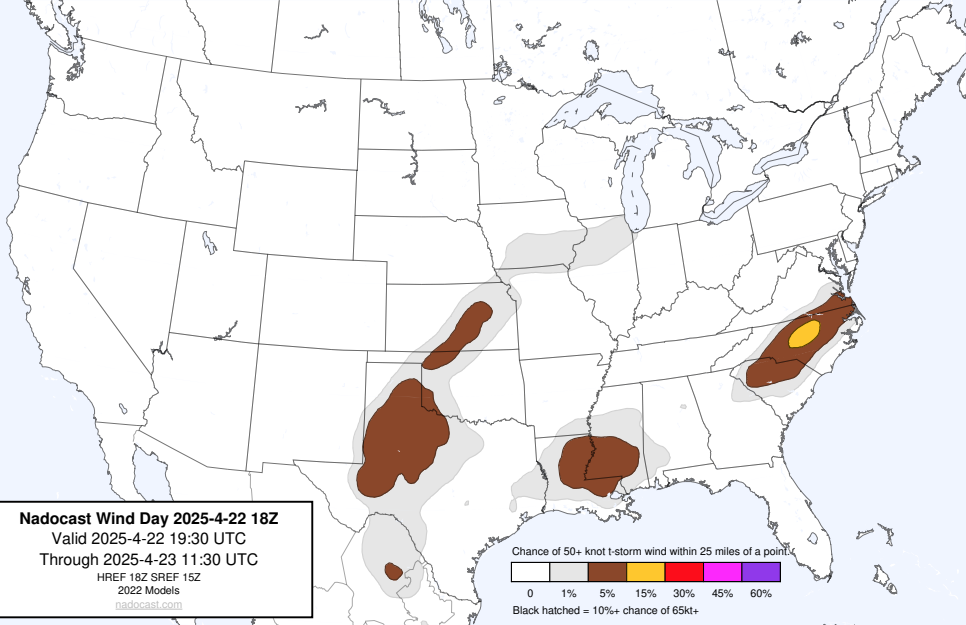 Nadocast Wind Day 2025-4-22 18Z
Valid 2025-4-22 19:30 UTC
Through 2025-4-23 11:30 UTC
HREF 18Z SREF 15Z
2022 Models
nadocast.com
Chance of 50+ knot t-storm wind within 25 miles of a point.
0 1% 5% 15% 30% 45% 60%
Black hatched = 10%+ chance of 65kt+